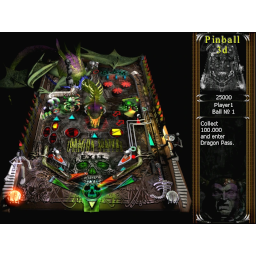 Pinball
3d
25000
Player1
Ball № 1
Collect
100.000
and enter
Dragon Pass.